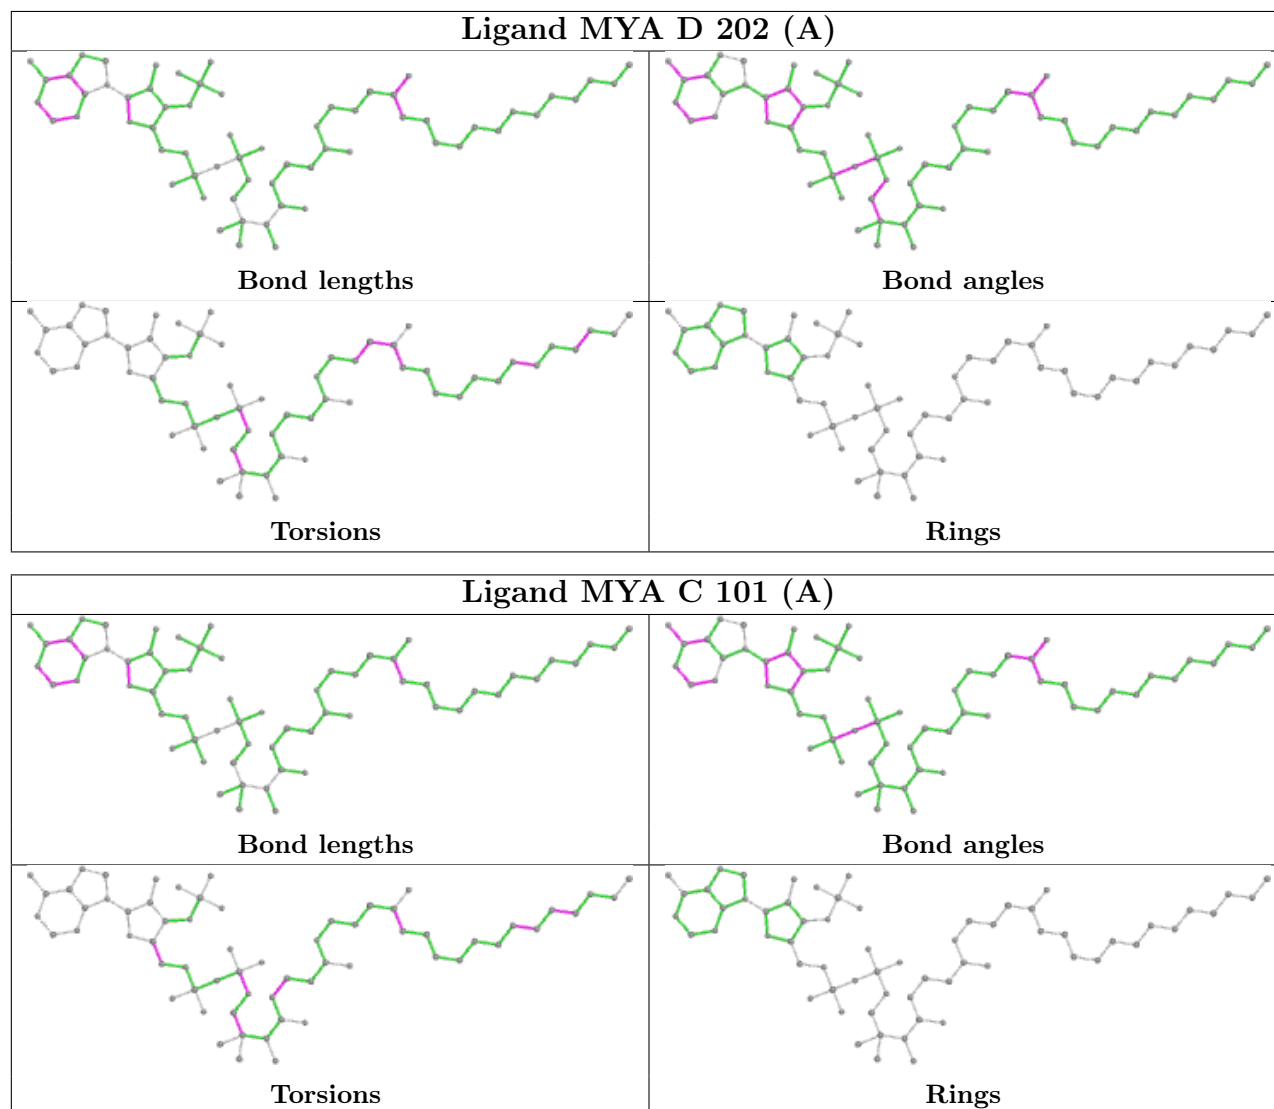 Ligand MYA D 202 (A)
Bond lengths
Bond angles
Torsions
Rings
Ligand MYA C 101 (A)
Bond lengths
Bond angles
Torsions
Rings